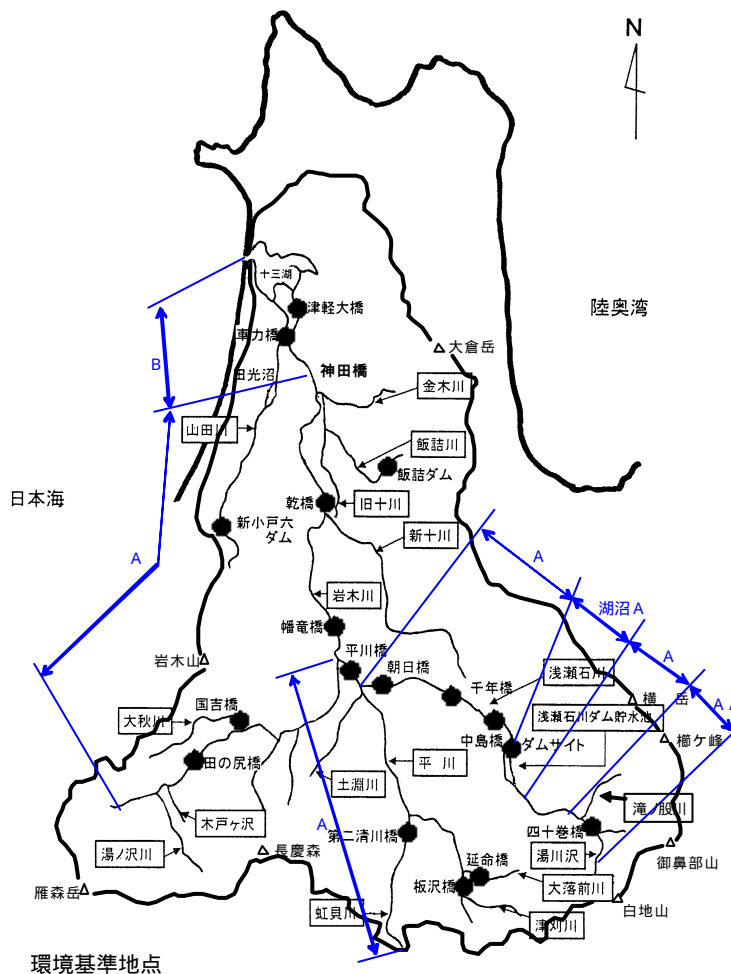 N
十三湖
津軽大橋
陸奥湾
車力橋
大倉岳
B
田光沼
神田橋
金木川
山田川
飯詰川
飯詰ダム
日本海
乾橋
旧十川
新小戸六
ダム
新十川
A
A
湖沼 A
岩木川
幡竜橋
A
岩木山
平川橋
朝日橋
浅瀬石川
千年橋
横 岳
A A
国吉橋
大秋川
浅瀬石川ダム貯水池
中島橋
ダムサイト
櫛ケ峰
田の尻橋
平 川
土淵川
滝ノ股川
木戸ヶ沢
A
第二清川橋
四十巻橋
湯ノ沢川
長慶森
延命橋
湯川沢
御鼻部山
雁森岳
板沢橋
大落前川
白地山
虹貝川
津刈川
環境基準地点